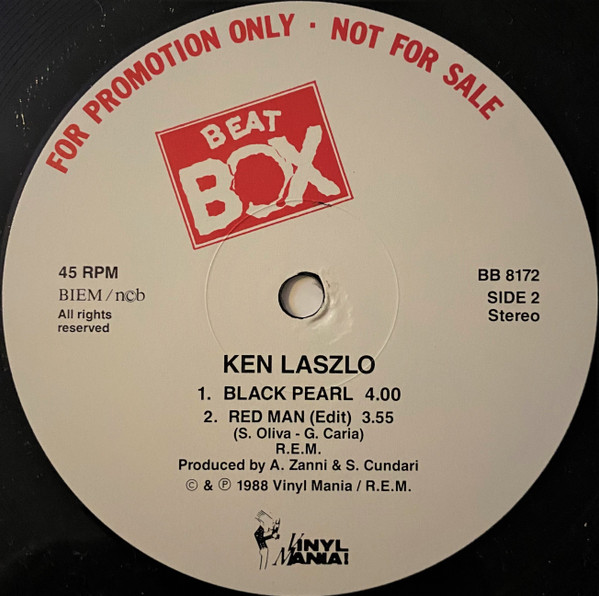 FOR PROMOTION ONLY · NOT FOR SALE
BEAT
BOX
45 RPM
BIEM / ncb
All rights
reserved
BB 8172
SIDE 2
Stereo
KEN LASZLO
1. BLACK PEARL 4.00
2. RED MAN (Edit) 3.55
(S. Oliva - G. Caria)
R.E.M.
Produced by A. Zanni & S. Cundari
© & ℗ 1988 Vinyl Mania / R.E.M.
VINYL
MANIA!